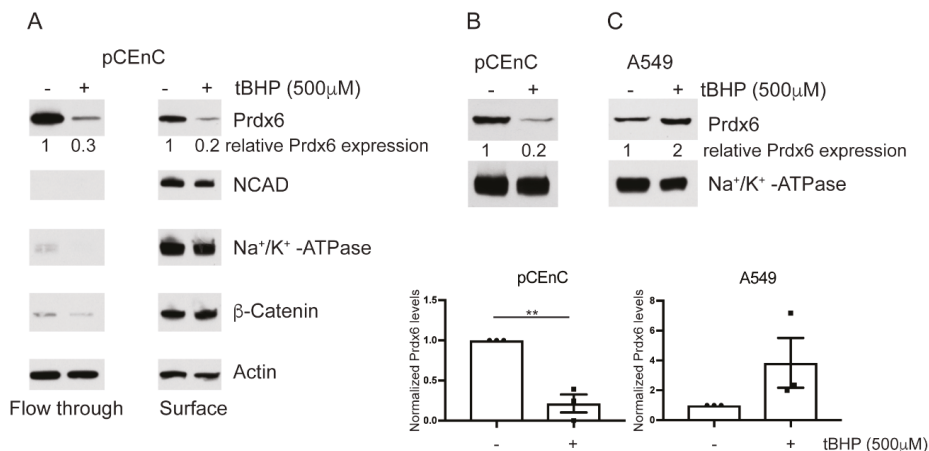 A
pCEnC
- + - + tBHP (500μM)
Prdx6
1 0.3 1 0.2 relative Prdx6 expression
NCAD
Na⁺/K⁺ -ATPase
β-Catenin
Actin
Flow through Surface
B C
pCEnC A549
- + - + tBHP (500μM)
Prdx6
1 0.2 1 2 relative Prdx6 expression
Na⁺/K⁺ -ATPase
pCEnC
Normalized Prdx6 levels
1.5
1.0
0.5
0.0
**
- +
A549
Normalized Prdx6 levels
8
6
4
2
0
- + tBHP (500μM)